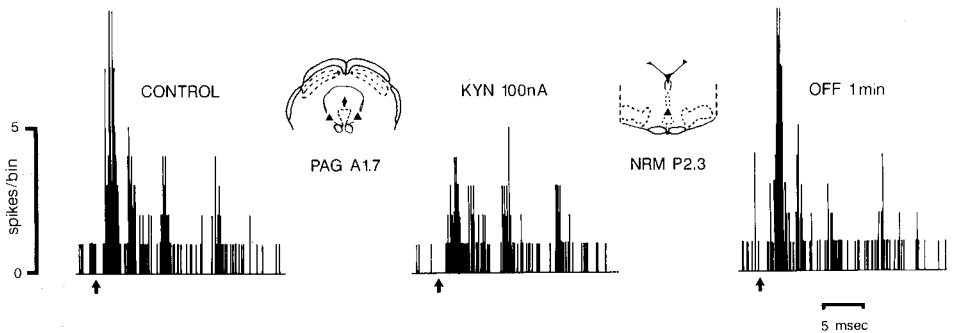 CONTROL
KYN 100nA
OFF 1min
5
PAG A1.7
NRM P2.3
spikes/bin
0
5 msec